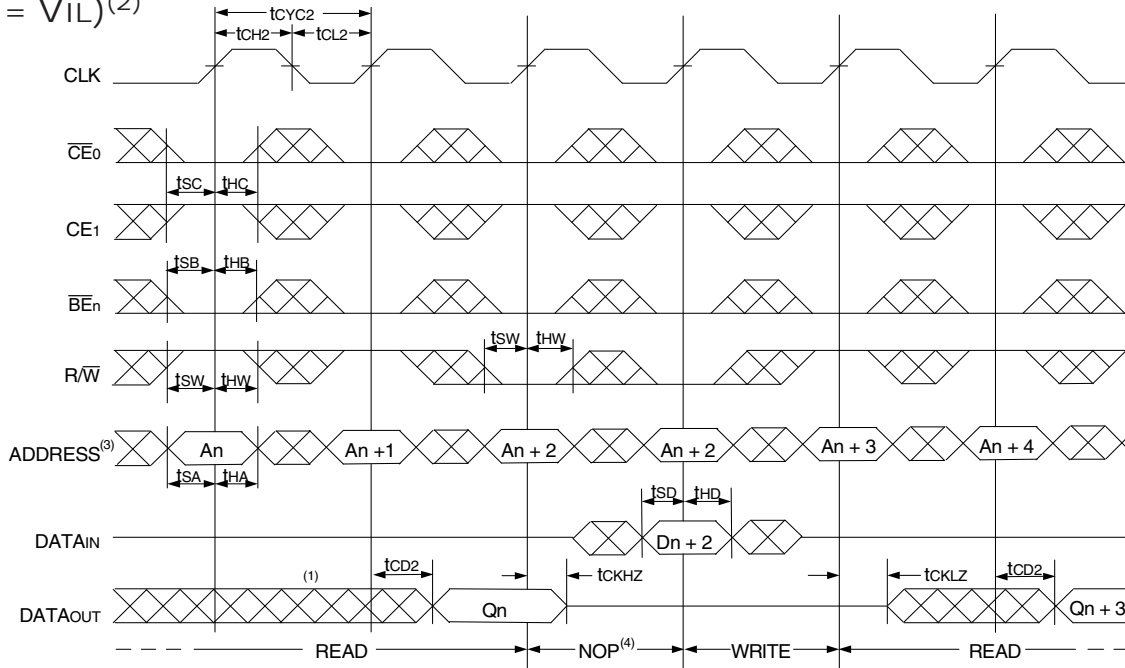 = VIL)(2)
tCYC2
tCH2 tCL2
CLK
CE0
tSC tHC
CE1
tSB tHB
BEn
tSW tHW
R/W
tSW tHW
ADDRESS(3) An An +1 An + 2 An + 2 An + 3 An + 4
tSA tHA
tSD tHD
DATAIN Dn + 2
(1) tCD2 tCKHZ tCKLZ tCD2
DATAOUT Qn Qn + 3
READ NOP(4) WRITE READ